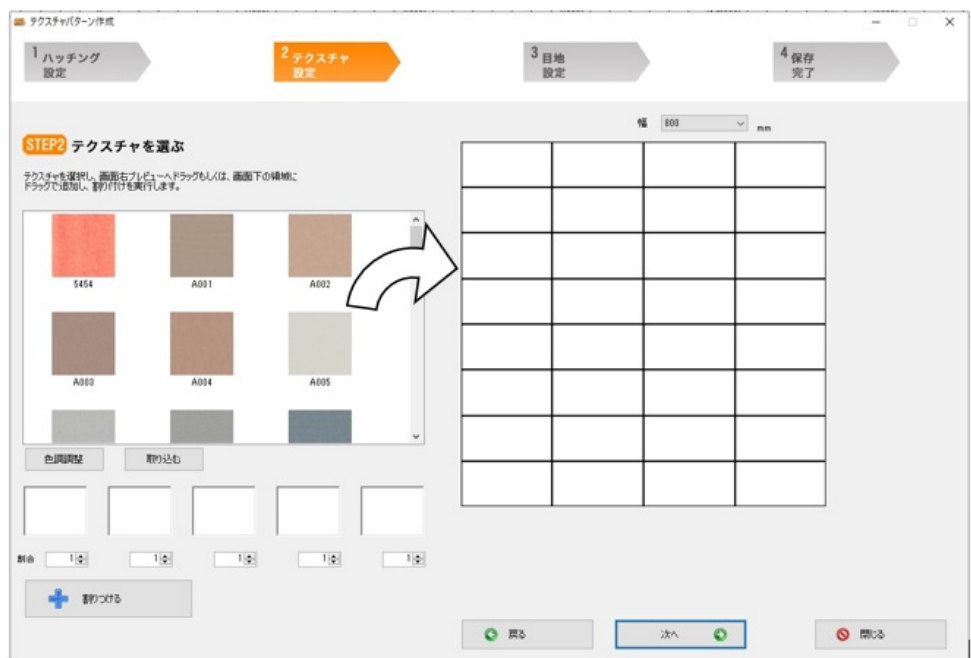 テクスチャパターン作成
1 ハッチング
設定
2 テクスチャ
設定
3 目地
設定
4 保存
完了
幅 800 mm
STEP2 テクスチャを選ぶ
テクスチャを選択し、画面右プレビューへドラッグもしくは、画面下の領域に
ドラッグで追加し、割り付けを実行します。
5454 A001 A002
A003 A004 A005
色調調整 取り込む
割合 1 1 1 1 1
割りつける
戻る 次へ 閉じる